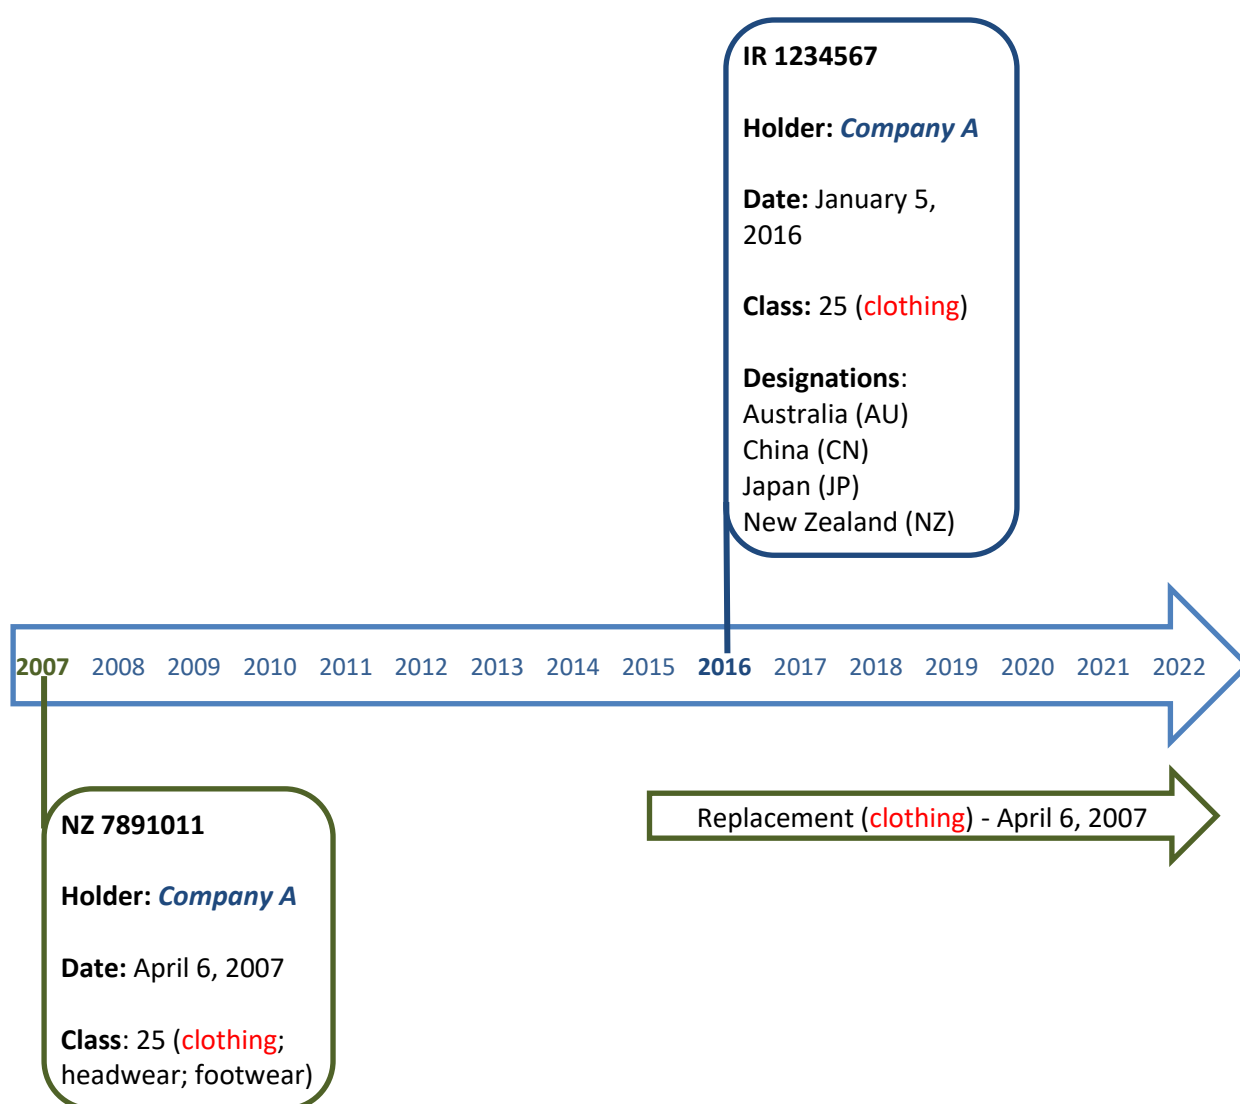 IR 1234567
Holder: Company A
Date: January 5,
2016
Class: 25 (clothing)
Designations:
Australia (AU)
China (CN)
Japan (JP)
New Zealand (NZ)
2007 2008 2009 2010 2011 2012 2013 2014 2015 2016 2017 2018 2019 2020 2021 2022
Replacement (clothing) - April 6, 2007
NZ 7891011
Holder: Company A
Date: April 6, 2007
Class: 25 (clothing;
headwear; footwear)